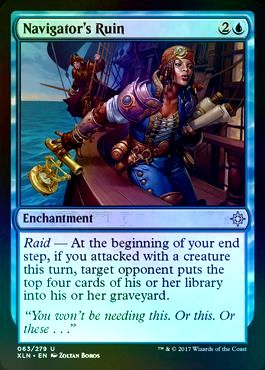 Navigator's Ruin 2
Enchantment
Raid — At the beginning of your end
step, if you attacked with a creature
this turn, target opponent puts the
top four cards of his or her library
into his or her graveyard.
"You won't be needing this. Or this. Or
these . . ."
063/279 U
XLN • EN Zoltan Boros
™ & © 2017 Wizards of the Coast